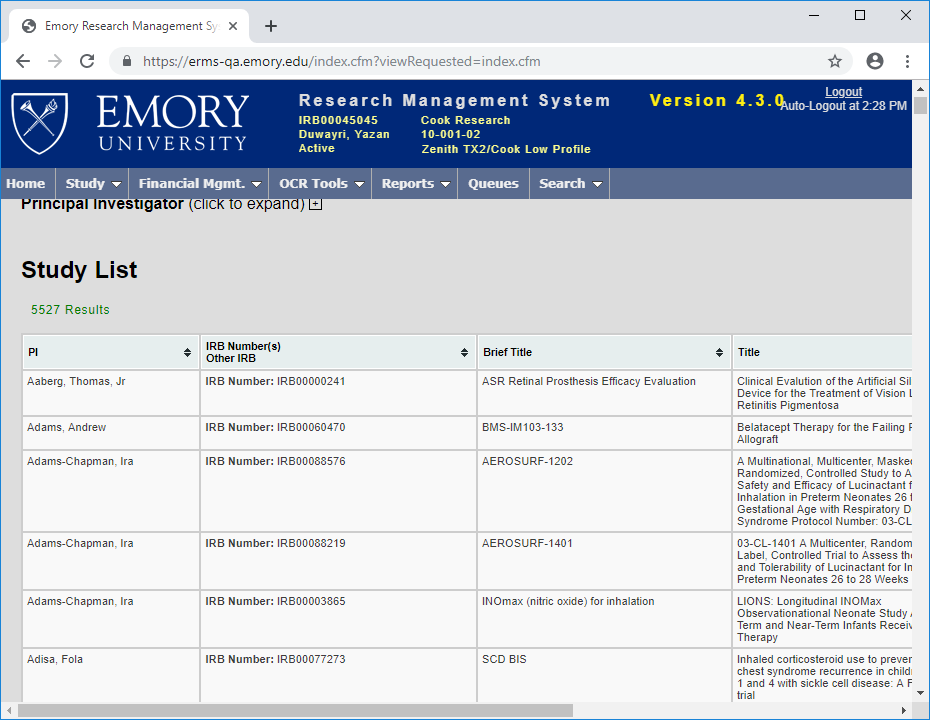 Emory Research Management Sy
https://erms-qa.emory.edu/index.cfm?viewRequested=index.cfm
EMORY
UNIVERSITY
Research Management System
IRB00045045 Cook Research
Duwayri, Yazan 10-001-02
Active Zenith TX2/Cook Low Profile
Version 4.3.0
Logout
Auto-Logout at 2:28 PM
Home Study Financial Mgmt. OCR Tools Reports Queues Search
Principal Investigator (click to expand) +
Study List
5527 Results
PI
IRB Number(s)
Other IRB
Brief Title
Title
Aaberg, Thomas, Jr
IRB Number: IRB00000241
ASR Retinal Prosthesis Efficacy Evaluation
Clinical Evalution of the Artificial Sil
Device for the Treatment of Vision L
Retinitis Pigmentosa
Adams, Andrew
IRB Number: IRB00060470
BMS-IM103-133
Belatacept Therapy for the Failing
Allograft
Adams-Chapman, Ira
IRB Number: IRB00088576
AEROSURF-1202
A Multinational, Multicenter, Masked
Randomized, Controlled Study to A
Safety and Efficacy of Lucinactant f
Inhalation in Preterm Neonates 26
Gestational Age with Respiratory D
Syndrome Protocol Number: 03-CL
Adams-Chapman, Ira
IRB Number: IRB00088219
AEROSURF-1401
03-CL-1401 A Multicenter, Random
Label, Controlled Trial to Assess the
and Tolerability of Lucinactant for In
Preterm Neonates 26 to 28 Weeks
Adams-Chapman, Ira
IRB Number: IRB00003865
INOmax (nitric oxide) for inhalation
LIONS: Longitudinal INOMax
Observationational Neonate Study
Term and Near-Term Infants Receiv
Therapy
Adisa, Fola
IRB Number: IRB00077273
SCD BIS
Inhaled corticosteroid use to preven
chest syndrome recurrence in child
1 and 4 with sickle cell disease: A F
trial